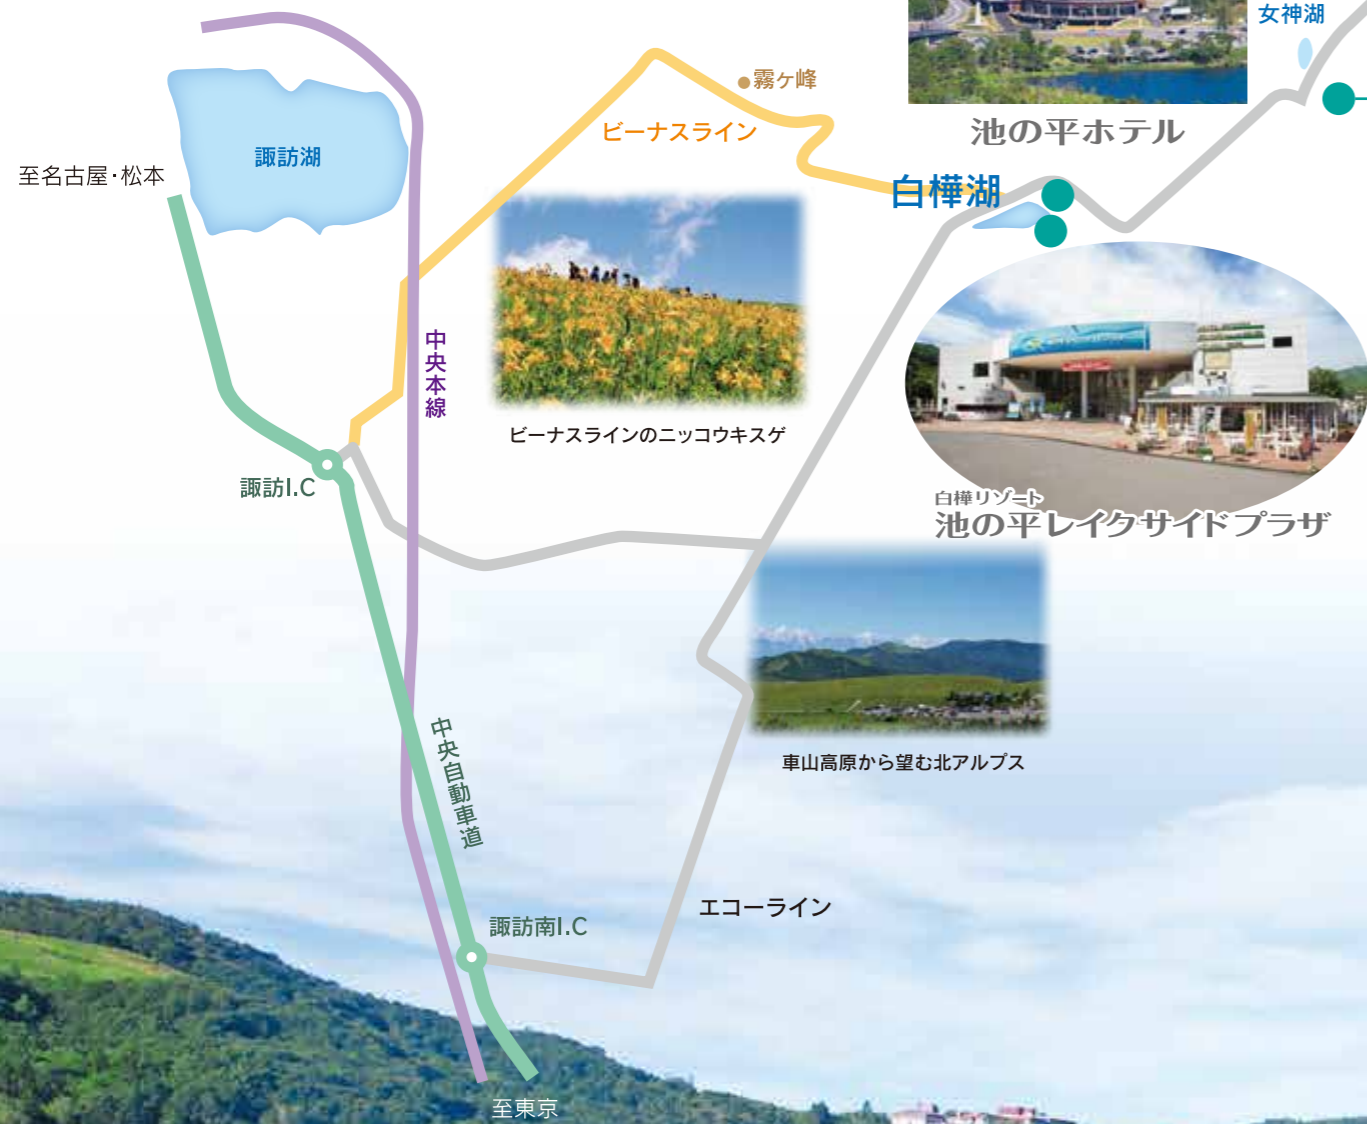 女神湖
霧ケ峰
ビーナスライン
池の平ホテル
諏訪湖
至名古屋・松本
白樺湖
中央本線
ビーナスラインのニッコウキスゲ
諏訪I.C
白樺リゾート
池の平レイクサイドプラザ
中央自動車道
車山高原から望む北アルプス
エコーライン
諏訪南I.C
至東京